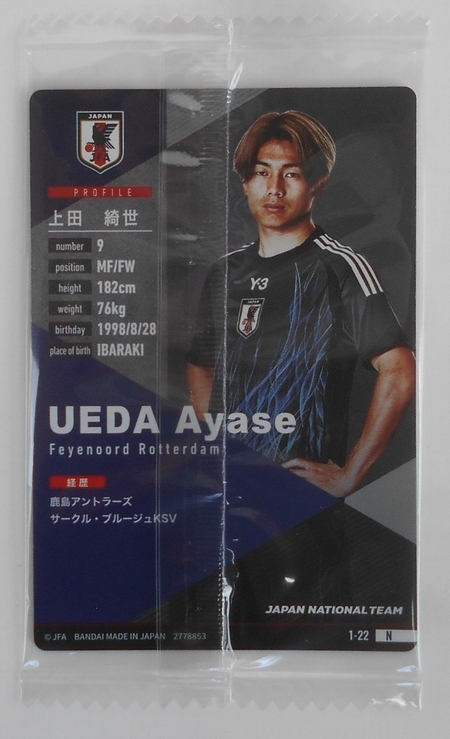 JAPAN
JFA
PROFILE
上田 綺世
number 9
position MF/FW
height 182cm
weight 76kg
birthday 1998/8/28
place of birth IBARAKI
Y-3
UEDA Ayase
Feyenoord Rotterdam
経歴
鹿島アントラーズ
サークル・ブルージュKSV
JAPAN NATIONAL TEAM
© JFA BANDAI MADE IN JAPAN 2778853
1-22 N